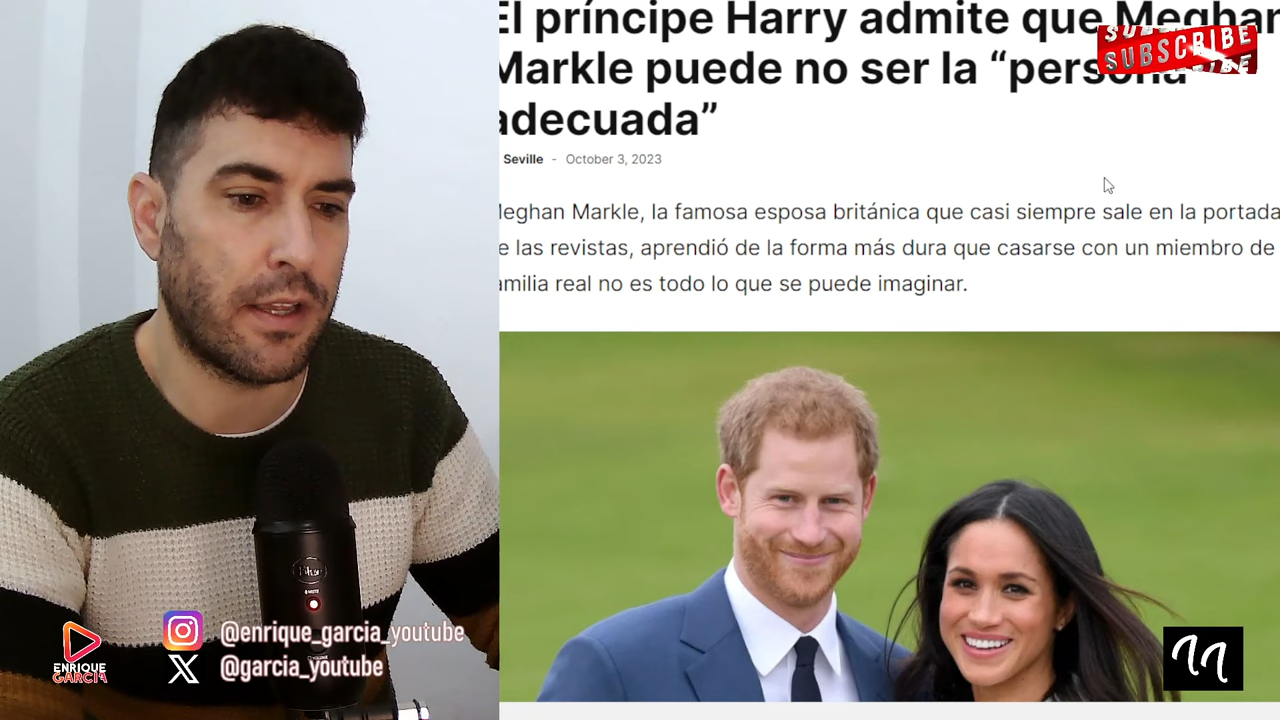 El príncipe Harry admite que Meghan
Markle puede no ser la “persona
adecuada”
Seville - October 3, 2023
Meghan Markle, la famosa esposa británica que casi siempre sale en la portada
de las revistas, aprendió de la forma más dura que casarse con un miembro de
familia real no es todo lo que se puede imaginar.
SUBSCRIBE
@enrique_garcia_youtube
@garcia_youtube
ENRIQUE
GARCIA